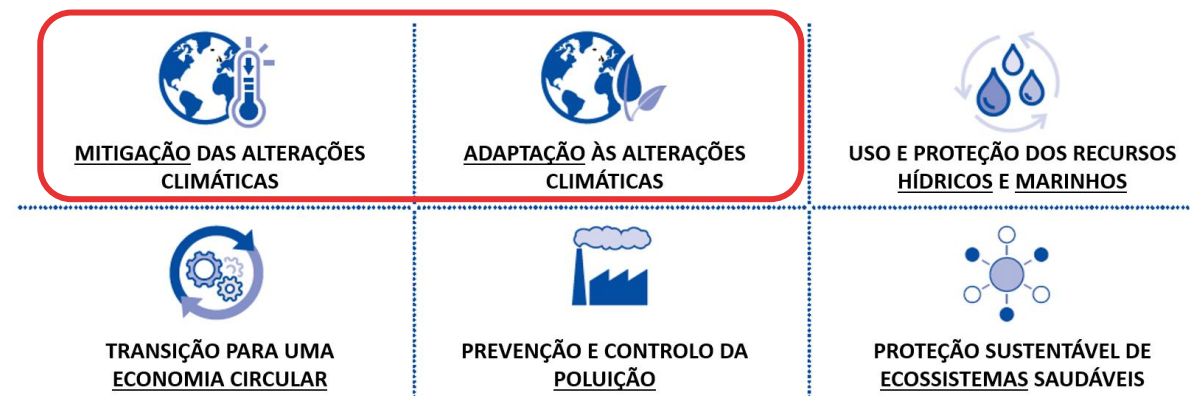 MITIGAÇÃO DAS ALTERAÇÕES
CLIMÁTICAS
ADAPTAÇÃO ÀS ALTERAÇÕES
CLIMÁTICAS
USO E PROTEÇÃO DOS RECURSOS
HÍDRICOS E MARINHOS
TRANSIÇÃO PARA UMA
ECONOMIA CIRCULAR
PREVENÇÃO E CONTROLO DA
POLUIÇÃO
PROTEÇÃO SUSTENTÁVEL DE
ECOSSISTEMAS SAUDÁVEIS